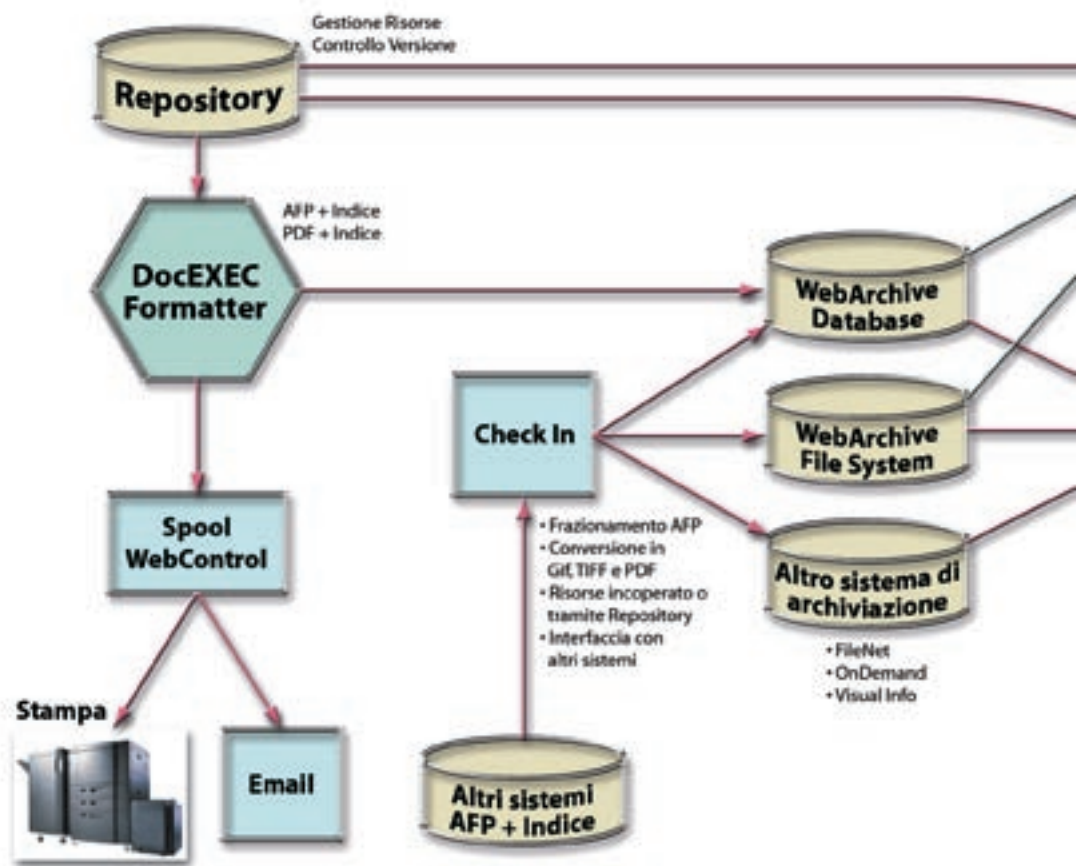 Gestione Risorse
Controllo Versione
Repository
AFP + Indice
PDF + Indice
DocEXEC
Formatter
WebArchive
Database
Check In
WebArchive
File System
Spool
WebControl
• Frazionamento AFP
• Conversione in
Gif, TIFF e PDF
• Risorse incoperato o
tramite Repository
• Interfaccia con
altri sistemi
Altro sistema di
archiviazione
• FileNet
• OnDemand
• Visual Info
Stampa
Email
Altri sistemi
AFP + Indice